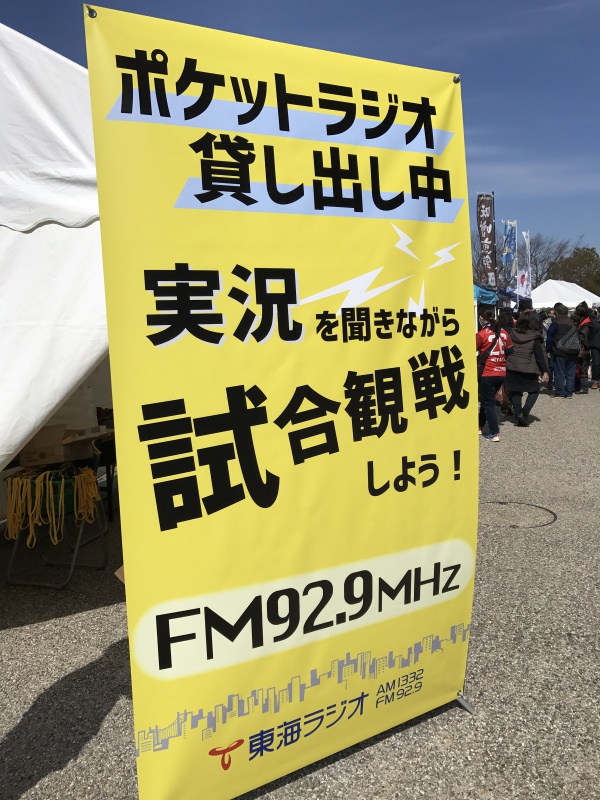 ポケットラジオ
貸し出し中
実況を聞きながら
試合観戦
しよう！
FM92.9MHz
東海ラジオ
AM1332
FM92.9